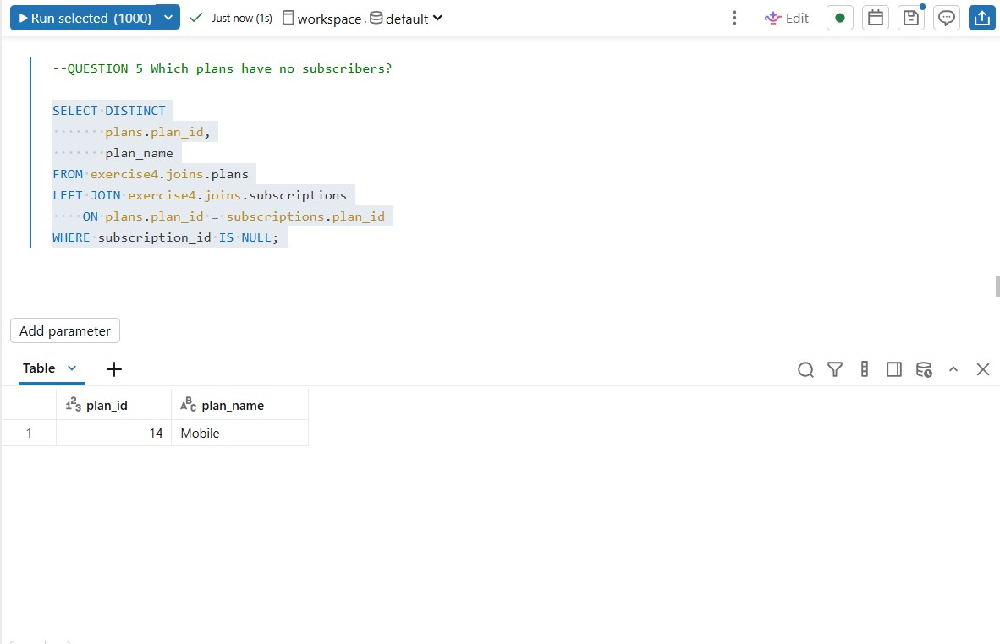 Run selected (1000) Just now (1s) workspace. default Edit
--QUESTION 5 Which plans have no subscribers?
SELECT DISTINCT
plans.plan_id,
plan_name
FROM exercise4.joins.plans
LEFT JOIN exercise4.joins.subscriptions
ON plans.plan_id = subscriptions.plan_id
WHERE subscription_id IS NULL;
Add parameter
Table
123 plan_id ABC plan_name
1 14 Mobile